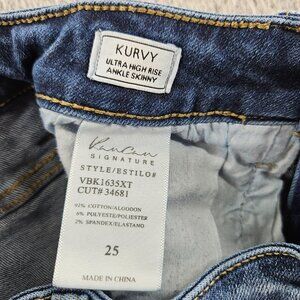 KURVY
ULTRA HIGH RISE
ANKLE SKINNY
KanCan
SIGNATURE
STYLE/ESTILO#
VBK1635XT
CUT# 34681
92% COTTON/ALGODON
6% POLYESTER/POLIESTER
2% SPANDEX/ELASTANO
25
MADE IN CHINA